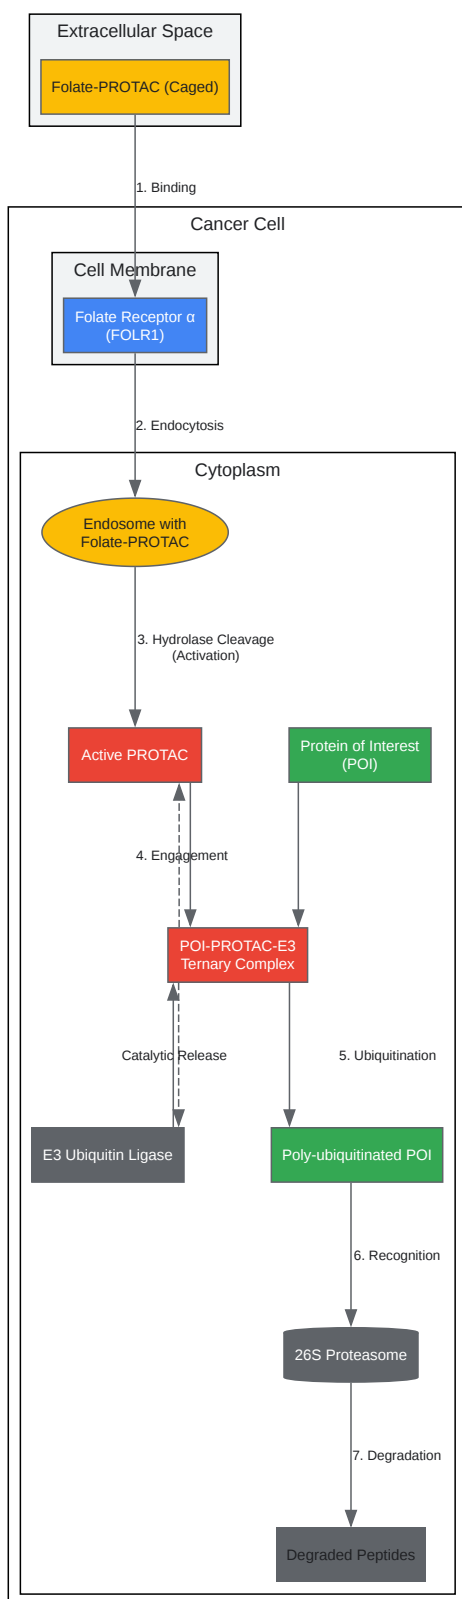 Extracellular Space
Folate-PROTAC (Caged)
1. Binding
Cancer Cell
Cell Membrane
Folate Receptor α
(FOLR1)
2. Endocytosis
Cytoplasm
Endosome with
Folate-PROTAC
3. Hydrolase Cleavage
(Activation)
Active PROTAC
Protein of Interest
(POI)
4. Engagement
POI-PROTAC-E3
Ternary Complex
Catalytic Release
5. Ubiquitination
E3 Ubiquitin Ligase
Poly-ubiquitinated POI
6. Recognition
26S Proteasome
7. Degradation
Degraded Peptides